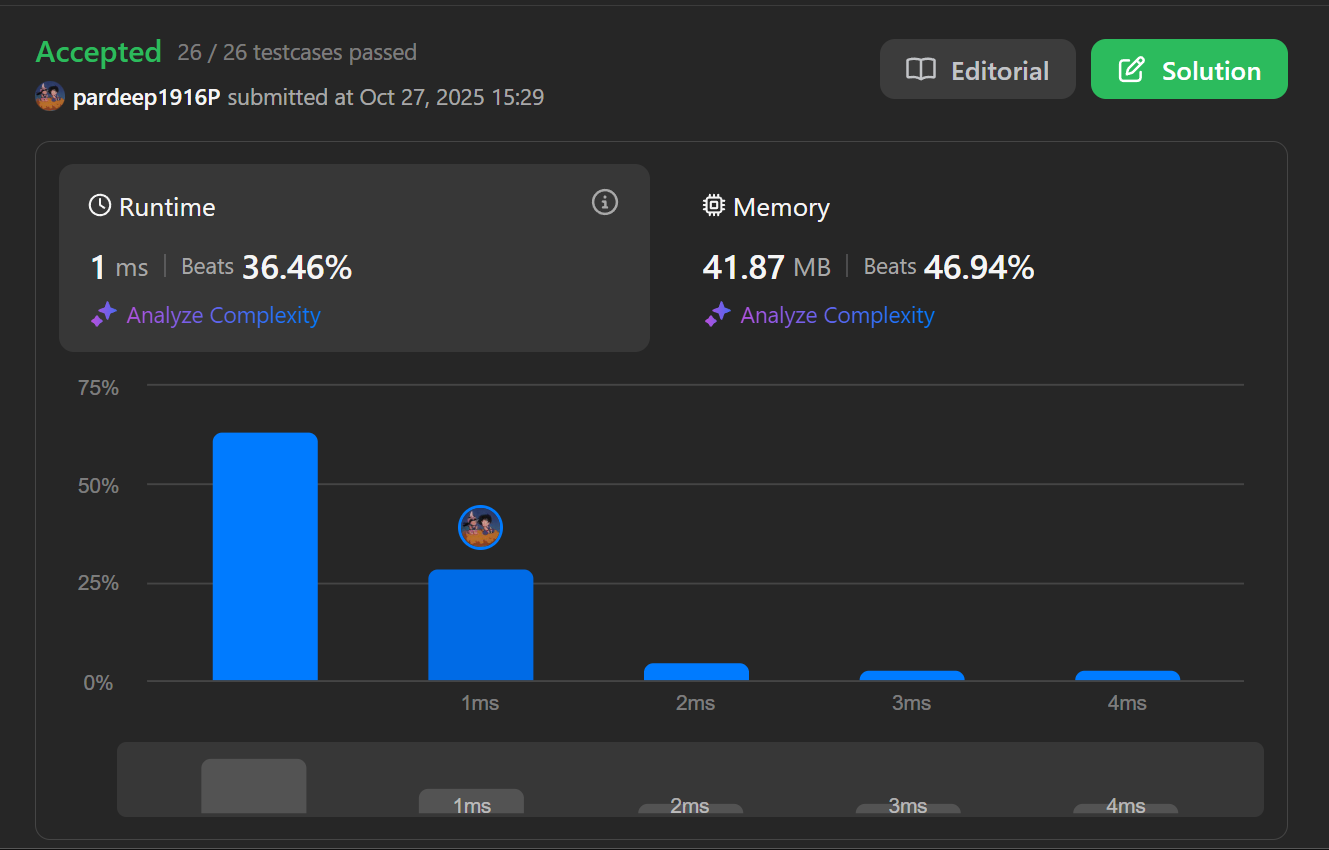 Accepted 26 / 26 testcases passed
pardeep1916P submitted at Oct 27, 2025 15:29
Editorial
Solution
Runtime
1 ms | Beats 36.46%
Analyze Complexity
Memory
41.87 MB | Beats 46.94%
Analyze Complexity
75%
50%
25%
0%
1ms 2ms 3ms 4ms
1ms 2ms 3ms 4ms